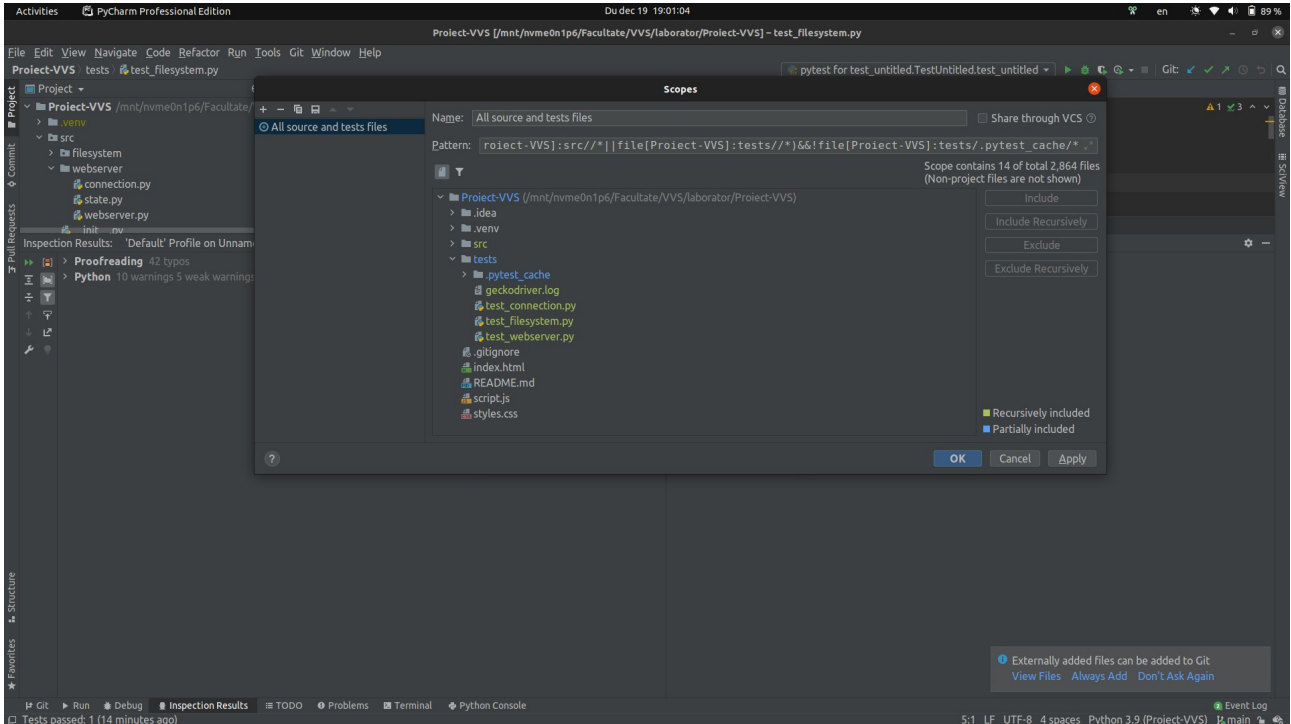 Activities PyCharm Professional Edition Du dec 19 19:01:04 en 89 %
Proiect-VVS [/mnt/nvme0n1p6/Facultate/VVS/laborator/Proiect-VVS] – test_filesystem.py
File Edit View Navigate Code Refactor Run Tools Git Window Help
Proiect-VVS tests test_filesystem.py pytest for test_untitled.TestUntitled.test_untitled Git:
Project
Scopes
Proiect-VVS /mnt/nvme0n1p6/Facultate/
.venv
src
filesystem
webserver
connection.py
state.py
webserver.py
All source and tests files
Name: All source and tests files Share through VCS
Pattern: roiect-VVS]:src//*||file[Proiect-VVS]:tests//*)&&!file[Proiect-VVS]:tests/.pytest_cache/*
Scope contains 14 of total 2,864 files
(Non-project files are not shown)
Proiect-VVS (/mnt/nvme0n1p6/Facultate/VVS/laborator/Proiect-VVS)
.idea
.venv
src
tests
.pytest_cache
geckodriver.log
test_connection.py
test_filesystem.py
test_webserver.py
.gitignore
index.html
README.md
script.js
styles.css
Include
Include Recursively
Exclude
Exclude Recursively
Recursively included
Partially included
? OK Cancel Apply
1 3
Inspection Results: 'Default' Profile on Unnam
Proofreading 42 typos
Python 10 warnings 5 weak warnings
Project
Commit
Pull Requests
Structure
Favorites
Database
SciView
Externally added files can be added to Git
View Files Always Add Don't Ask Again
Git Run Debug Inspection Results TODO Problems Terminal Python Console 2 Event Log
Tests passed: 1 (14 minutes ago) 5:1 LF UTF-8 4 spaces Python 3.9 (Proiect-VVS) main